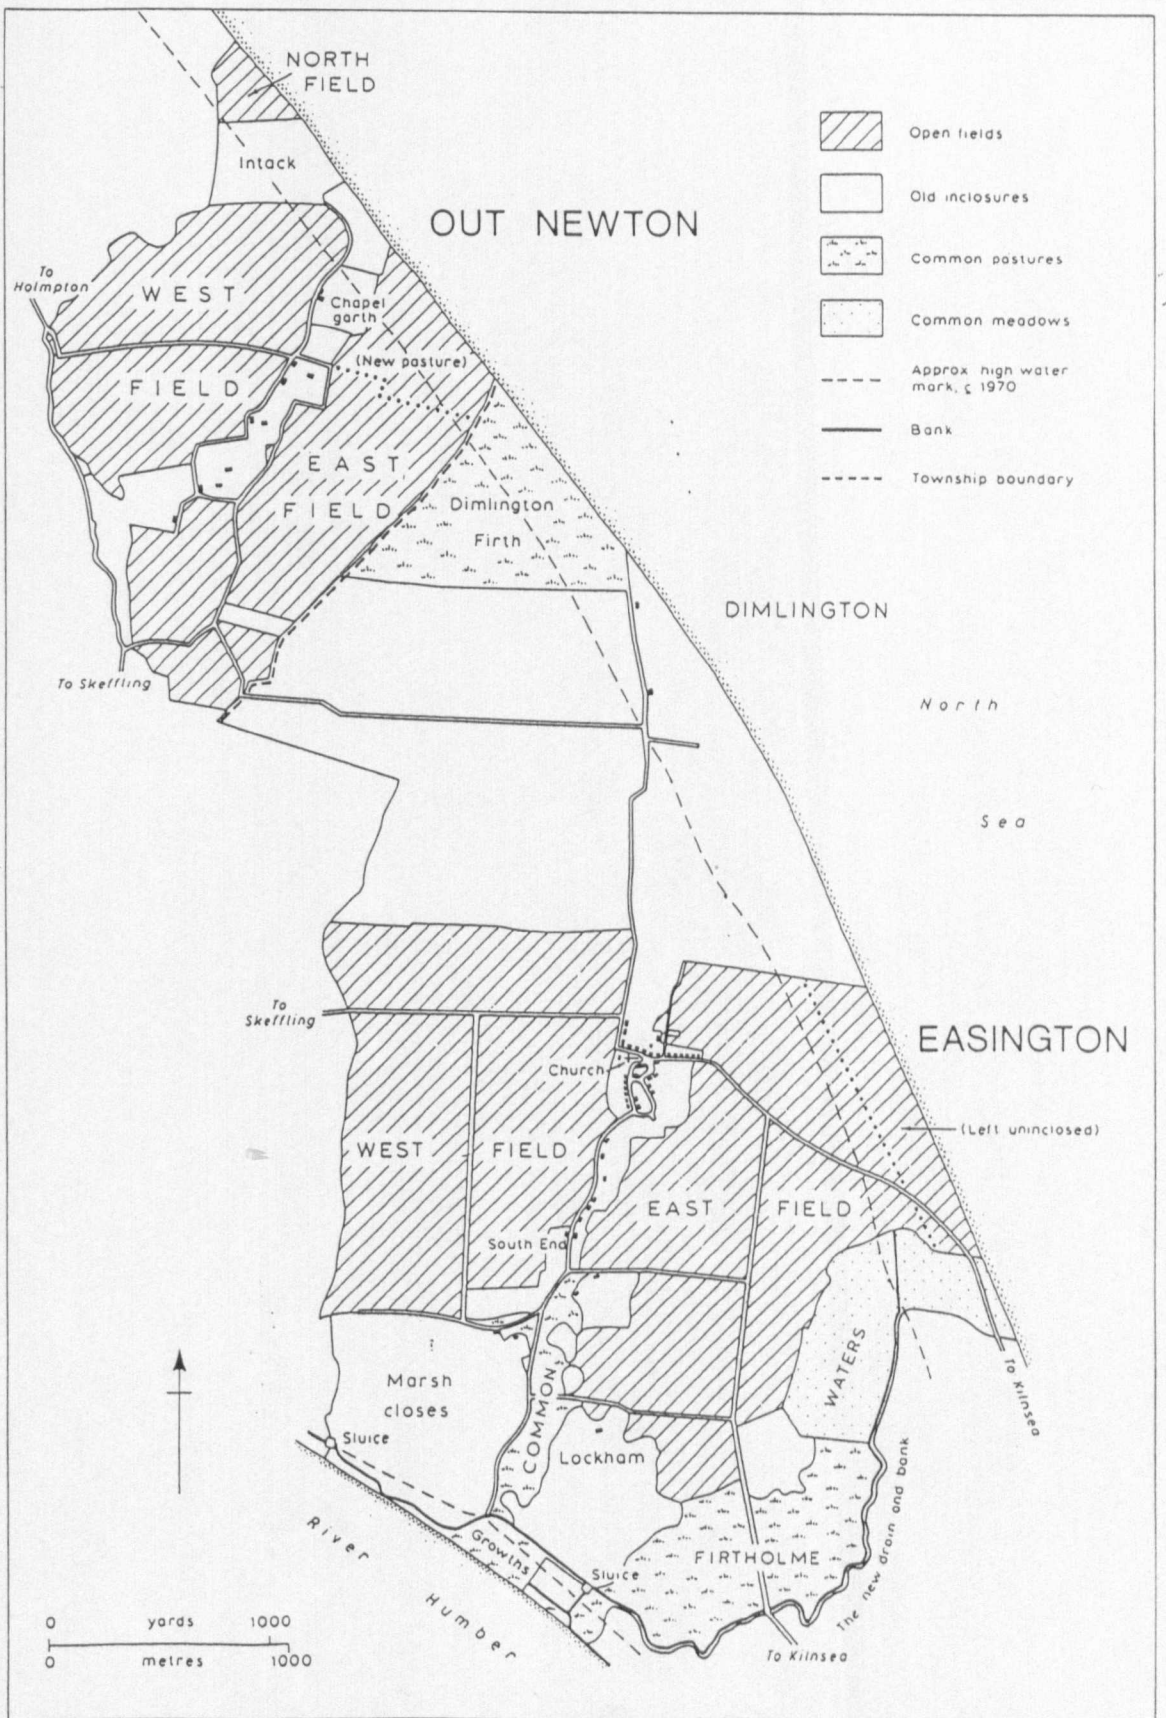 NORTH
FIELD
Intack
OUT NEWTON
To
Holmpton
WEST
FIELD
Chapel
garth
(New pasture)
EAST
FIELD
Dimlington
Firth
To Skeffling
Open fields
Old inclosures
Common pastures
Common meadows
Approx high water
mark, c 1970
Bank
Township boundary
DIMLINGTON
North
Sea
To
Skeffling
Church
EASINGTON
(Left uninclosed)
WEST FIELD
EAST FIELD
South End
WATERS
To Kilnsea
Marsh
closes
COMMON
Sluice
Lockham
River
Humber
Growths
Sluice
FIRTHOLME
The new drain and bank
To Kilnsea
0 yards 1000
0 metres 1000